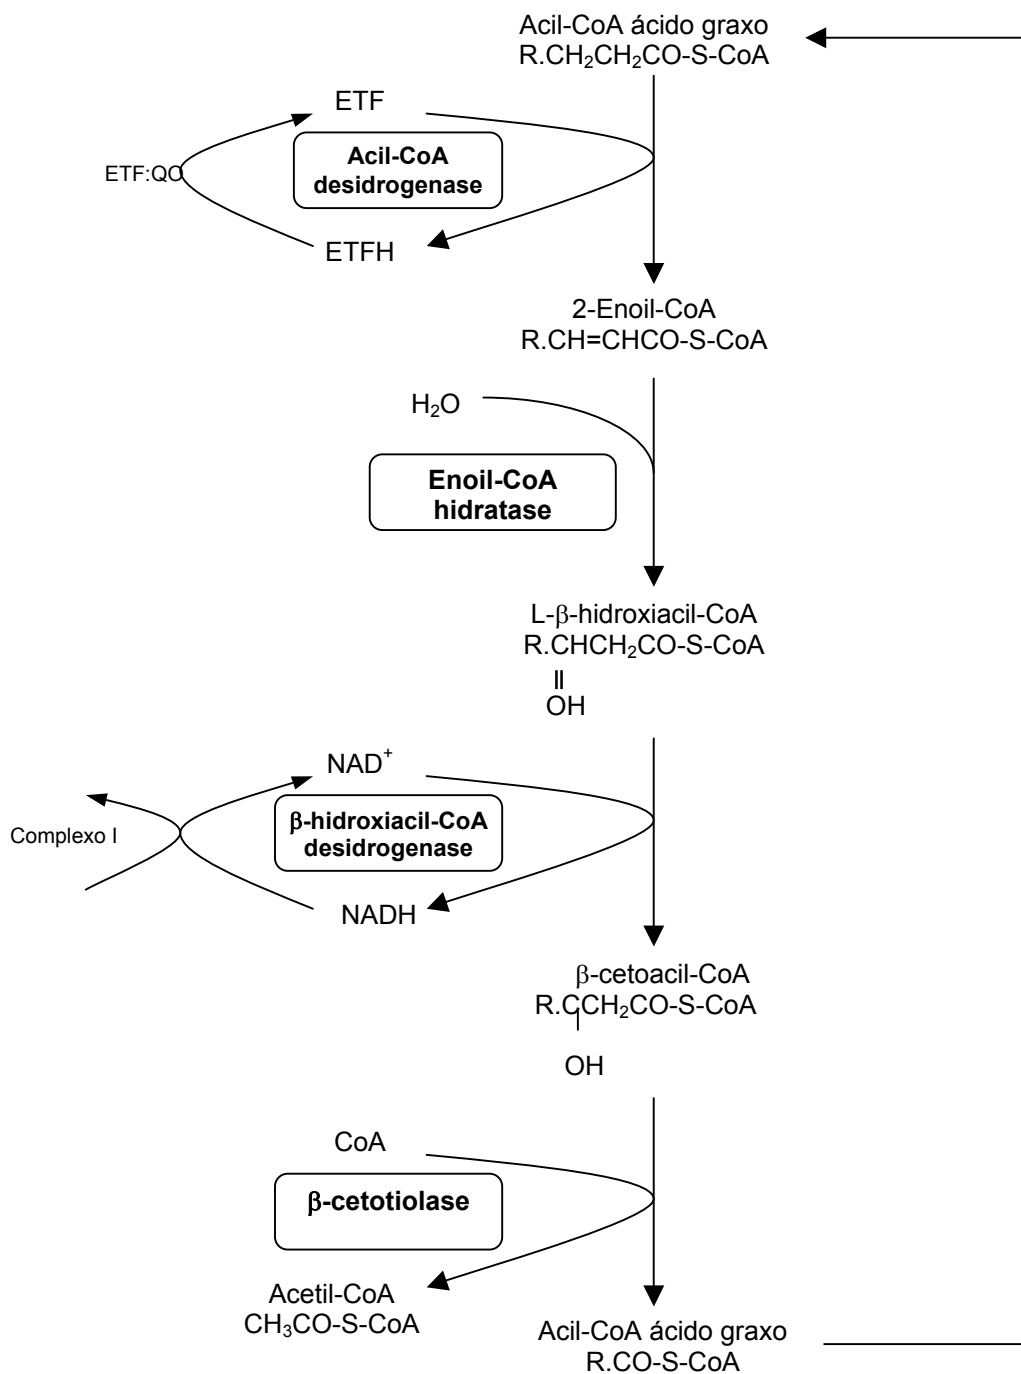 Acil-CoA ácido graxo
R.CH₂CH₂CO-S-CoA
ETF
Acil-CoA
desidrogenase
ETF:QO
ETFH
2-Enoil-CoA
R.CH=CHCO-S-CoA
H₂O
Enoil-CoA
hidratase
L-β-hidroxiacil-CoA
R.CHCH₂CO-S-CoA
OH
NAD⁺
β-hidroxiacil-CoA
desidrogenase
Complexo I
NADH
β-cetoacil-CoA
R.CCH₂CO-S-CoA
OH
CoA
β-cetotiolase
Acetil-CoA
CH₃CO-S-CoA
Acil-CoA ácido graxo
R.CO-S-CoA